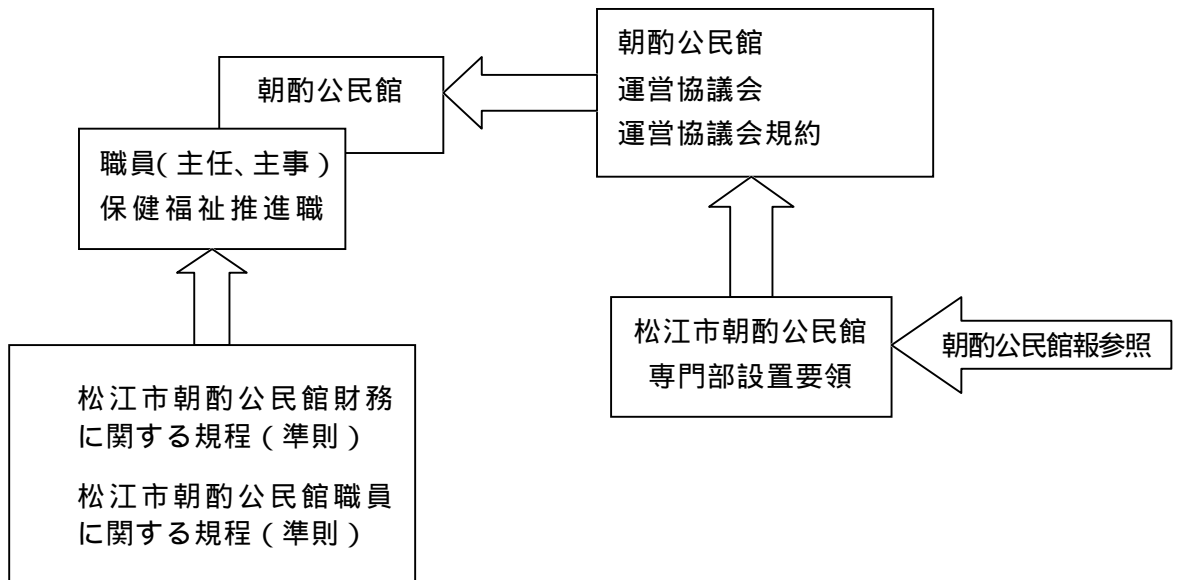 朝酌公民館
運営協議会
運営協議会規約
朝酌公民館
職員(主任、主事)
保健福祉推進職
松江市朝酌公民館
専門部設置要領
朝酌公民館報参照
松江市朝酌公民館財務
に関する規程(準則)
松江市朝酌公民館職員
に関する規程(準則)